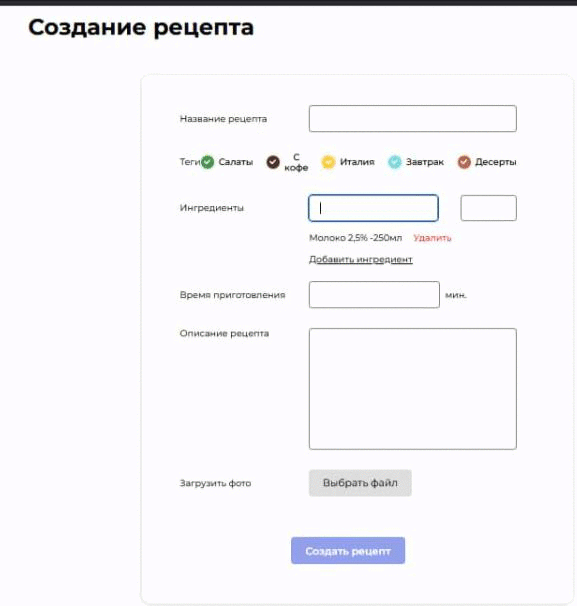 Создание рецепта
Название рецепта
Теги Салаты С кофе Италия Завтрак Десерты
Ингредиенты
Молоко 2,5% -250мл Удалить
Добавить ингредиент
Время приготовления мин.
Описание рецепта
Загрузить фото Выбрать файл
Создать рецепт